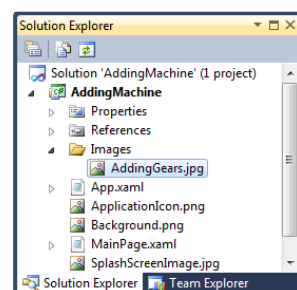 Solution Explorer
Solution 'AddingMachine' (1 project)
AddingMachine
Properties
References
Images
AddingGears.jpg
App.xaml
ApplicationIcon.png
Background.png
MainPage.xaml
SplashScreenImage.jpg
Solution Explorer Team Explorer